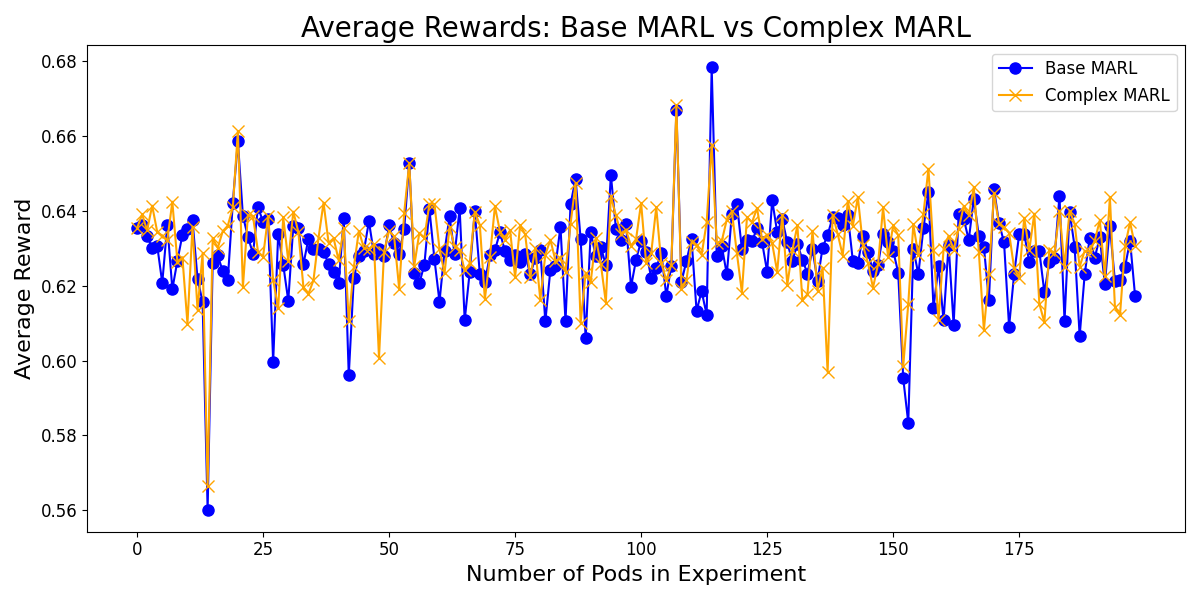 Average Rewards: Base MARL vs Complex MARL
Base MARL
Complex MARL
Average Reward
0.68
0.66
0.64
0.62
0.60
0.58
0.56
0 25 50 75 100 125 150 175
Number of Pods in Experiment